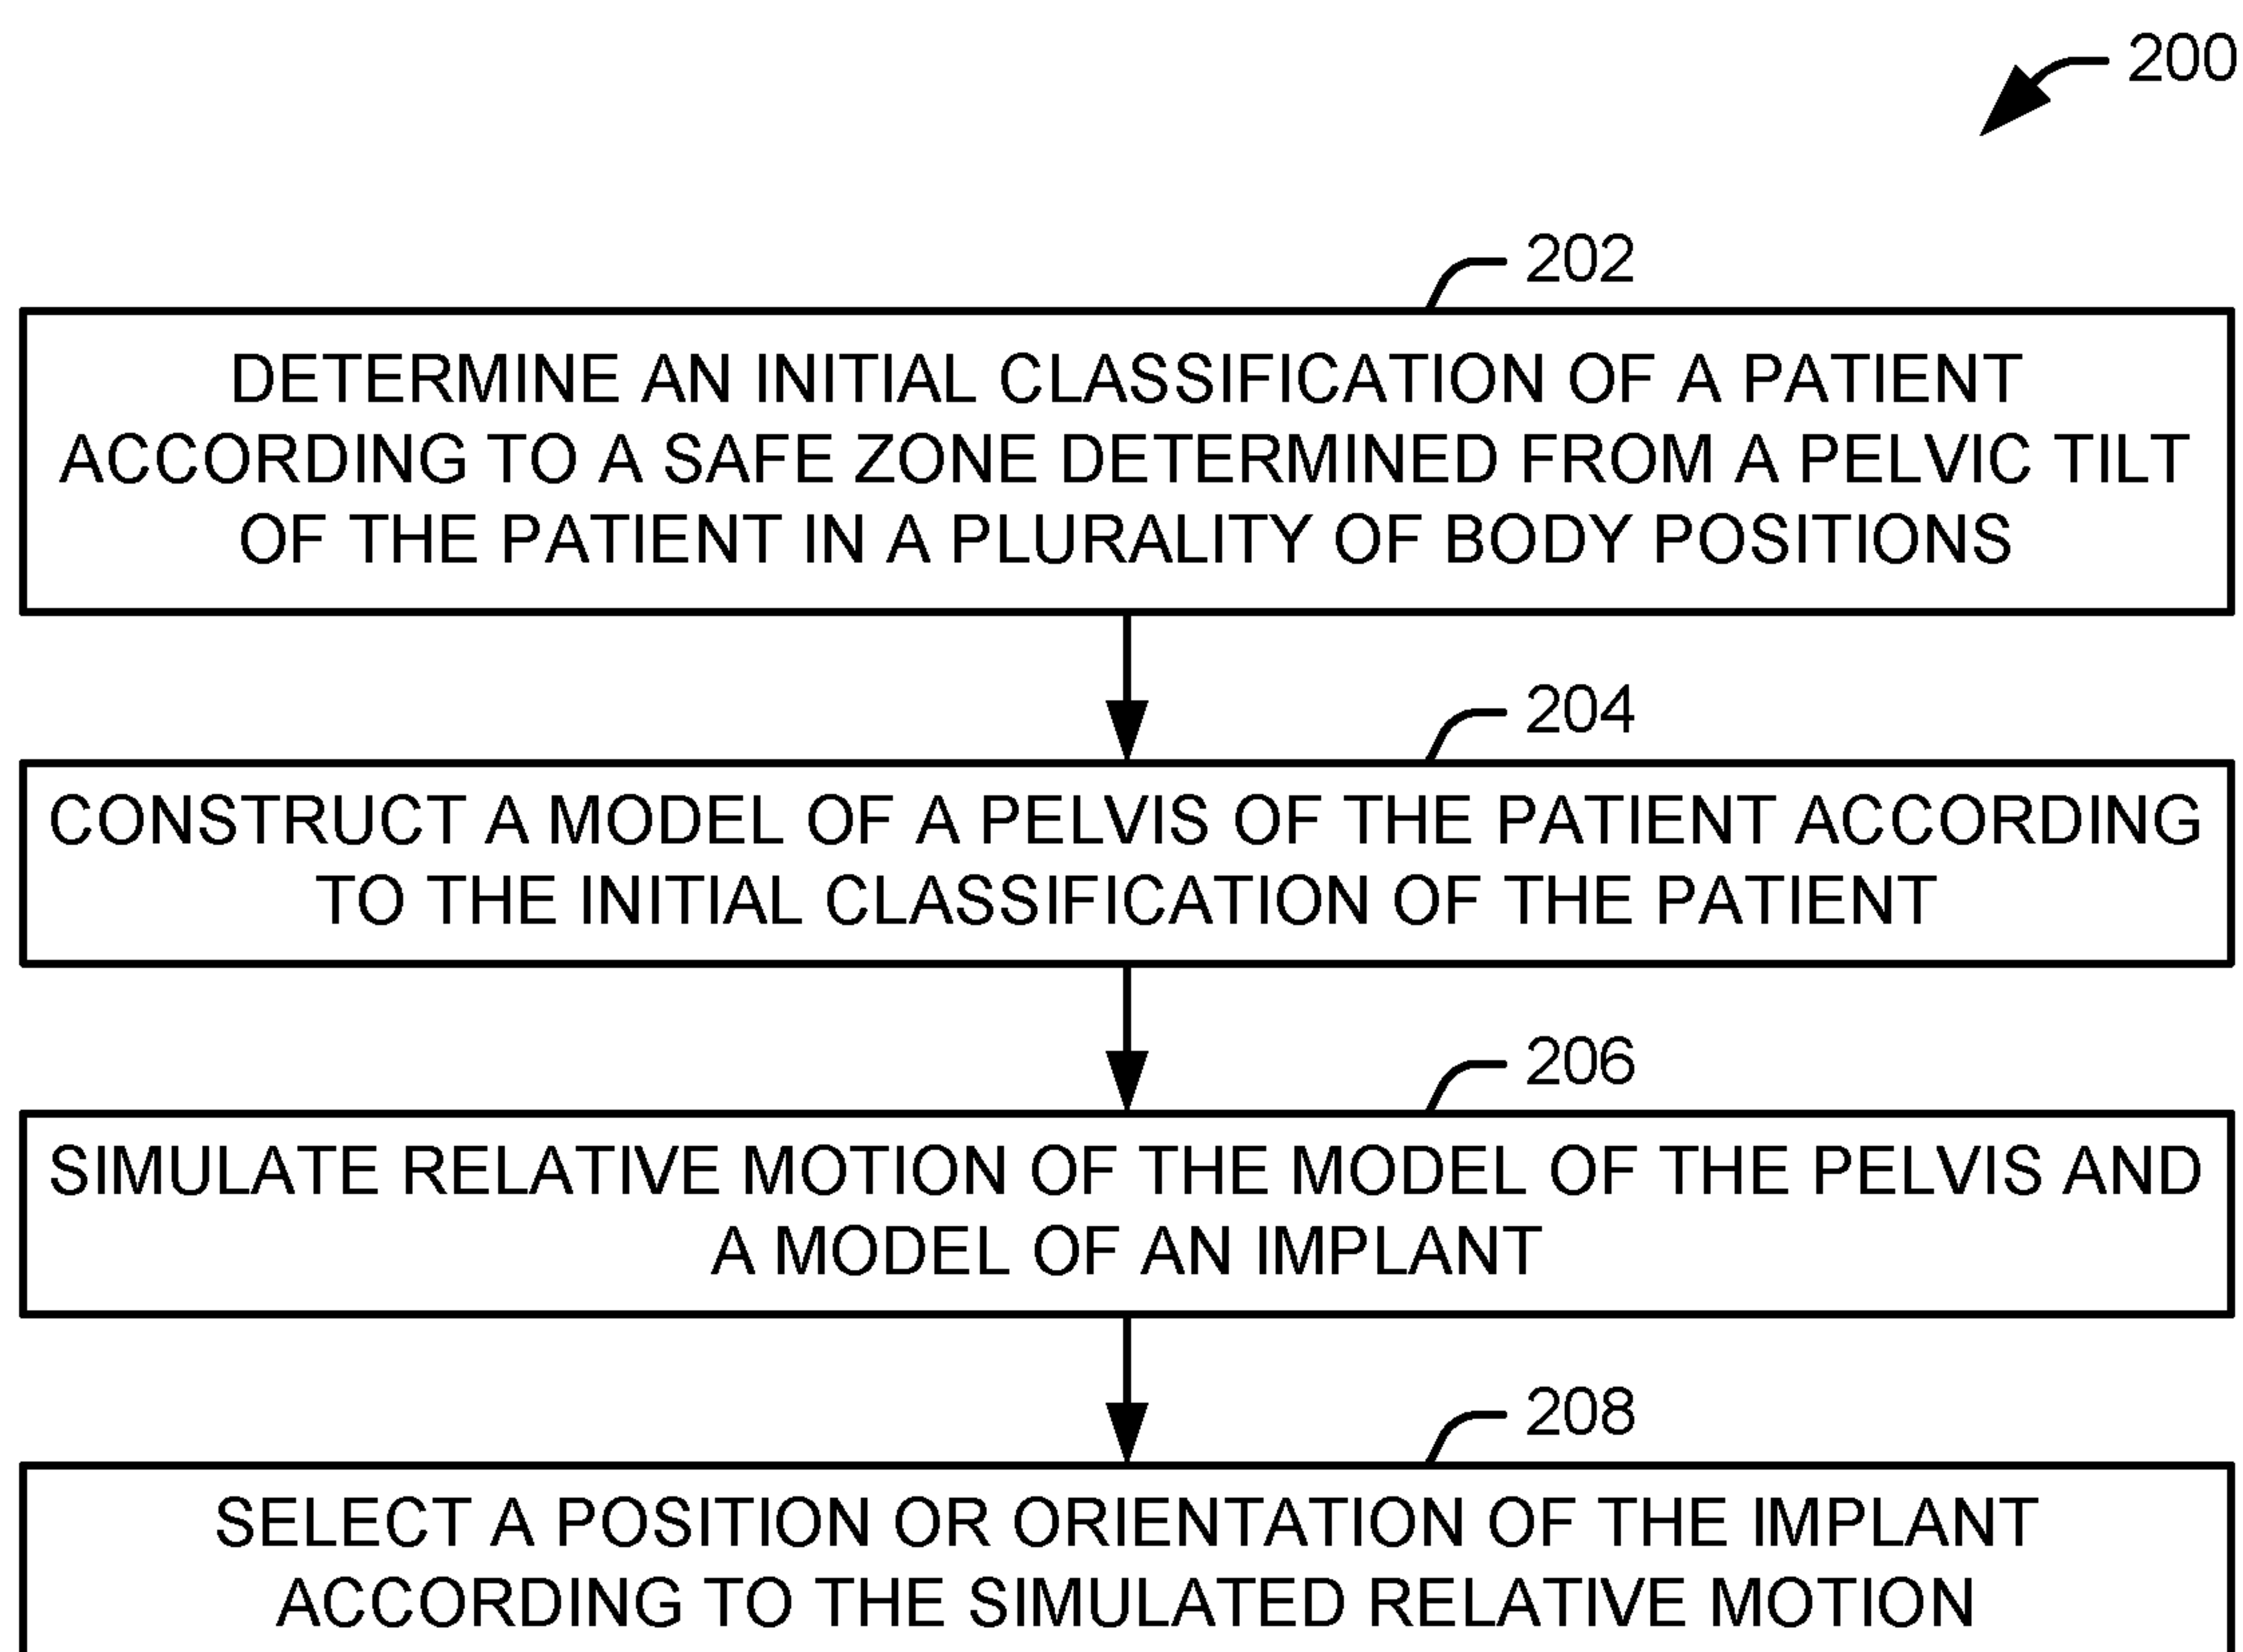 200
202
DETERMINE AN INITIAL CLASSIFICATION OF A PATIENT
ACCORDING TO A SAFE ZONE DETERMINED FROM A PELVIC TILT
OF THE PATIENT IN A PLURALITY OF BODY POSITIONS
204
CONSTRUCT A MODEL OF A PELVIS OF THE PATIENT ACCORDING
TO THE INITIAL CLASSIFICATION OF THE PATIENT
206
SIMULATE RELATIVE MOTION OF THE MODEL OF THE PELVIS AND
A MODEL OF AN IMPLANT
208
SELECT A POSITION OR ORIENTATION OF THE IMPLANT
ACCORDING TO THE SIMULATED RELATIVE MOTION